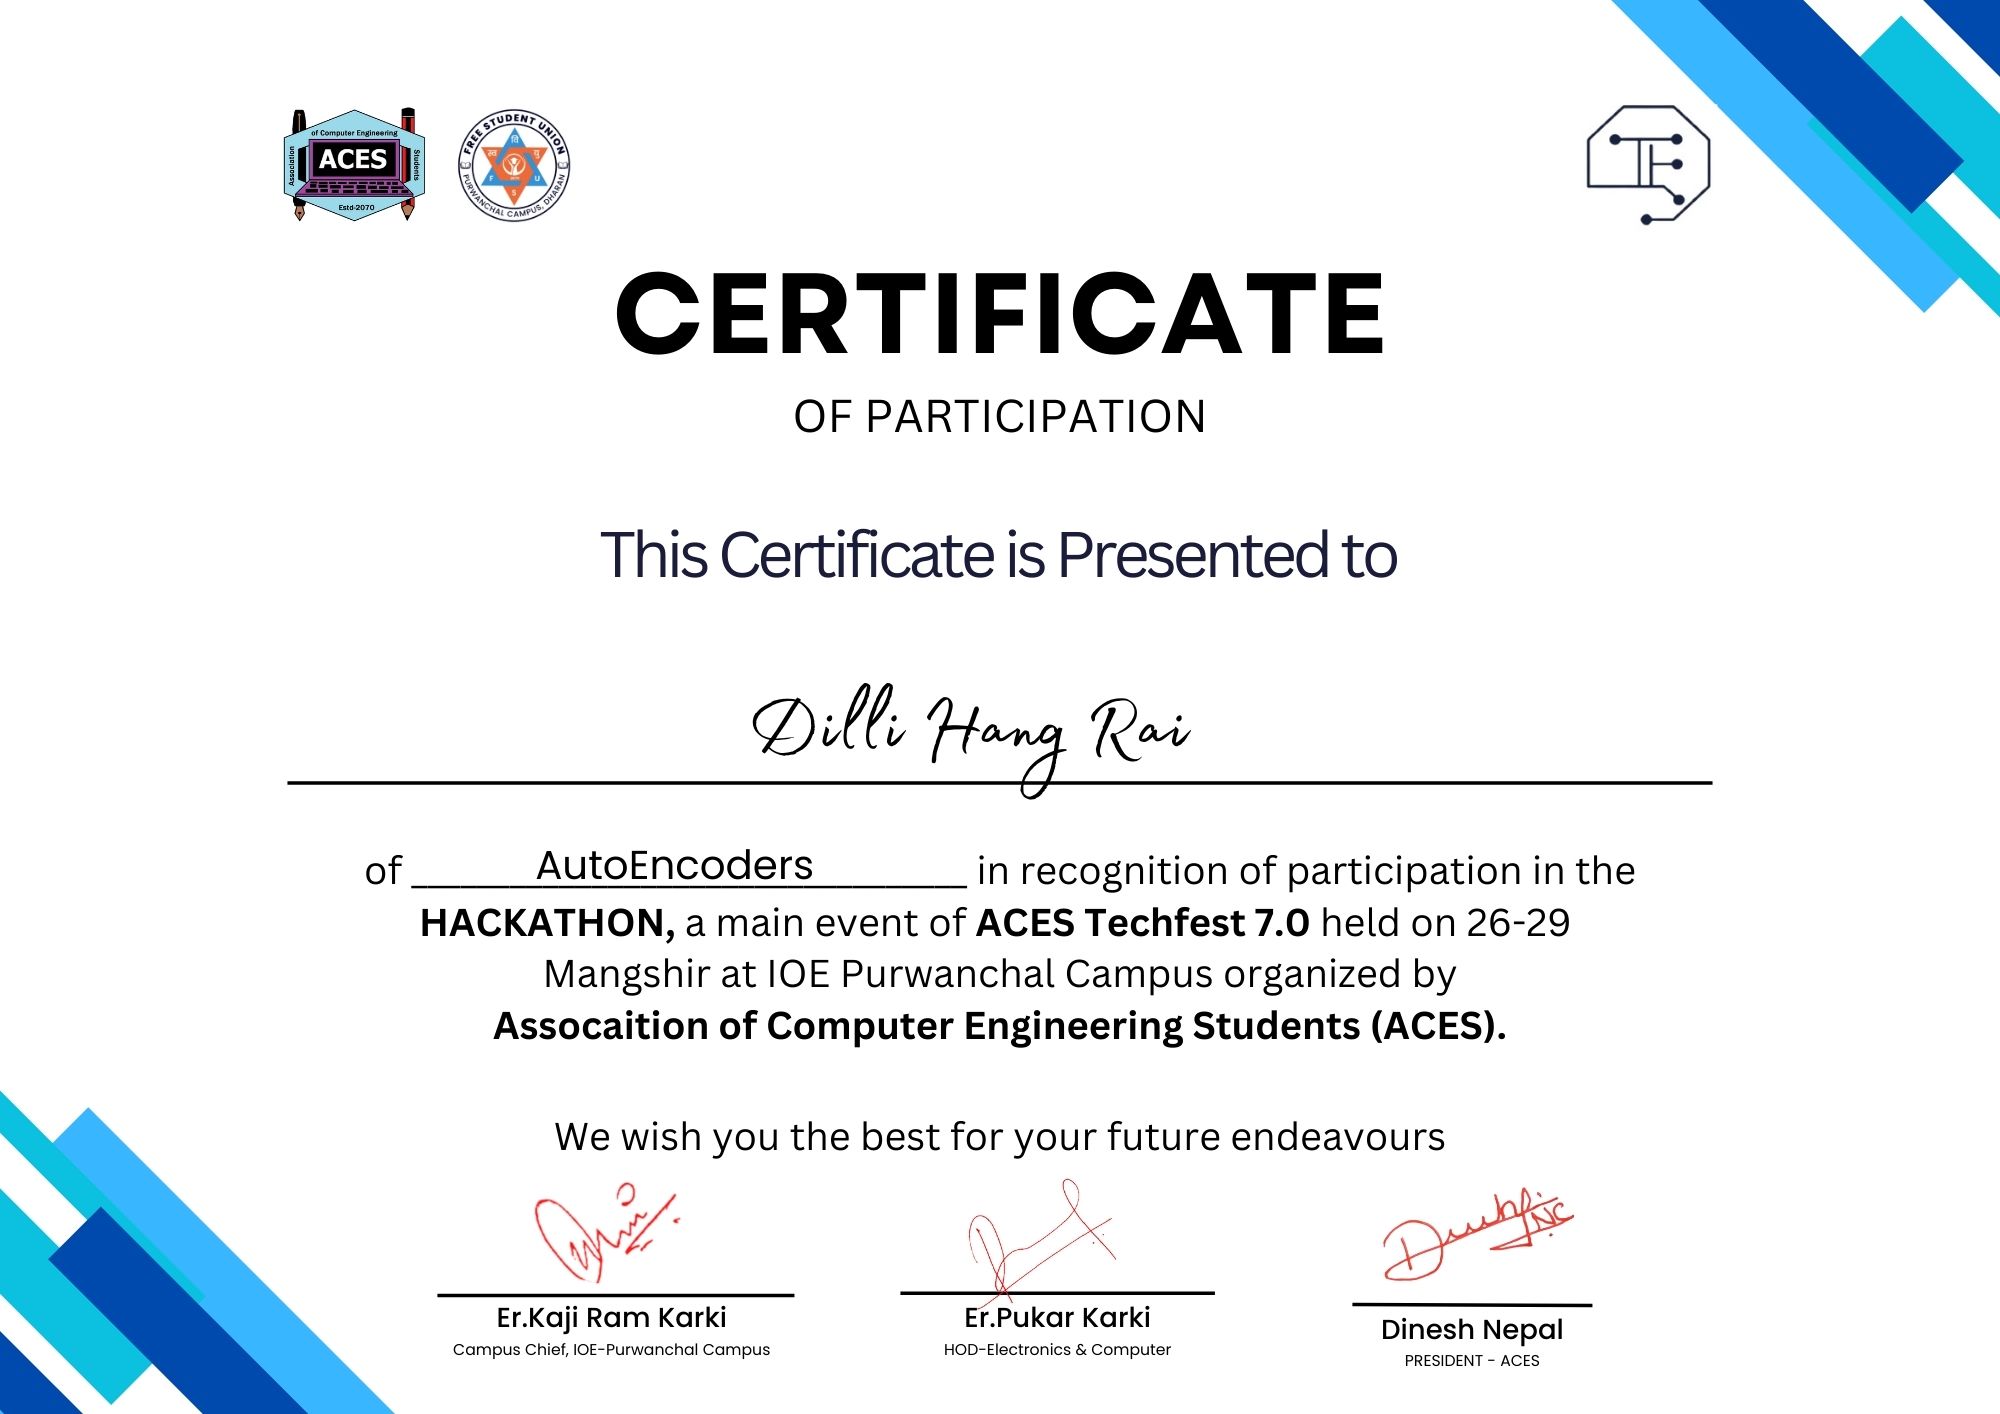 of Computer Engineering
Association
ACES
Students
Estd-2070
FREE STUDENT UNION
वि
स्व
यु
F
U
S
PURWANCHAL CAMPUS, DHARAN
CERTIFICATE
OF PARTICIPATION
This Certificate is Presented to
Dilli Hang Rai
of AutoEncoders in recognition of participation in the
HACKATHON, a main event of ACES Techfest 7.0 held on 26-29
Mangshir at IOE Purwanchal Campus organized by
Assocaition of Computer Engineering Students (ACES).
We wish you the best for your future endeavours
Er.Kaji Ram Karki
Campus Chief, IOE-Purwanchal Campus
Er.Pukar Karki
HOD-Electronics & Computer
Dinesh Nepal
PRESIDENT - ACES